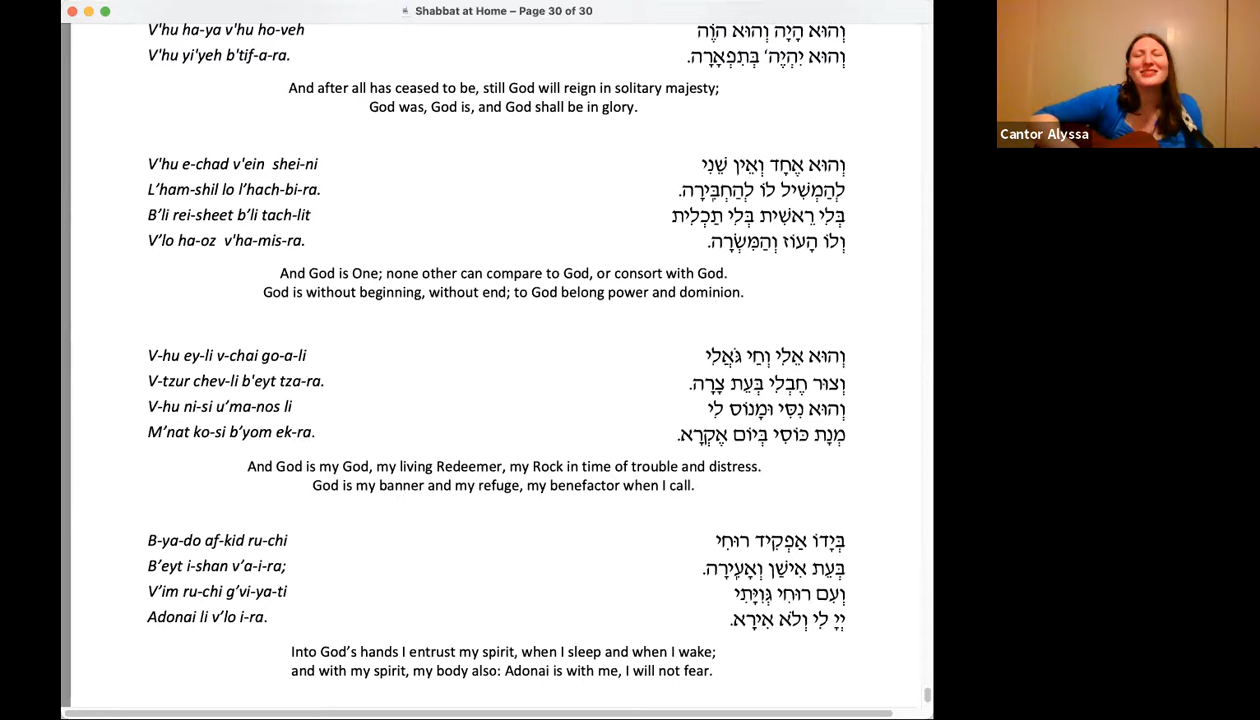 Shabbat at Home – Page 30 of 30
V'hu ha-ya v'hu ho-veh
וְהוּא הָיָה וְהוּא הֹוֶה
V'hu yi'yeh b'tif-a-ra.
וְהוּא יִהְיֶה‘ בְּתִפְאָרָה.
And after all has ceased to be, still God will reign in solitary majesty;
God was, God is, and God shall be in glory.
V'hu e-chad v'ein shei-ni
וְהוּא אֶחָד וְאֵין שֵׁנִי
L’ham-shil lo l’hach-bi-ra.
לְהַמְשִׁיל לוֹ לְהַחְבִּירָה.
B’li rei-sheet b’li tach-lit
בְּלִי רֵאשִׁית בְּלִי תַכְלִית
V’lo ha-oz v'ha-mis-ra.
וְלוֹ הָעוֹז וְהַמִּשְׂרָה.
And God is One; none other can compare to God, or consort with God.
God is without beginning, without end; to God belong power and dominion.
V-hu ey-li v-chai go-a-li
וְהוּא אֵלִי וְחַי גֹּאֲלִי
V-tzur chev-li b'eyt tza-ra.
וְצוּר חֶבְלִי בְּעֵת צָרָה.
V-hu ni-si u’ma-nos li
וְהוּא נִסִּי וּמָנוֹס לִי
M’nat ko-si b’yom ek-ra.
מְנָת כּוֹסִי בְּיוֹם אֶקְרָא.
And God is my God, my living Redeemer, my Rock in time of trouble and distress.
God is my banner and my refuge, my benefactor when I call.
B-ya-do af-kid ru-chi
בְּיָדוֹ אַפְקִיד רוּחִי
B’eyt i-shan v’a-i-ra;
בְּעֵת אִישַׁן וְאָעִירָה.
V’im ru-chi g’vi-ya-ti
וְעִם רוּחִי גְּוִיָּתִי
Adonai li v’lo i-ra.
יְיָ לִי וְלֹא אִירָא.
Into God’s hands I entrust my spirit, when I sleep and when I wake;
and with my spirit, my body also: Adonai is with me, I will not fear.
Cantor Alyssa